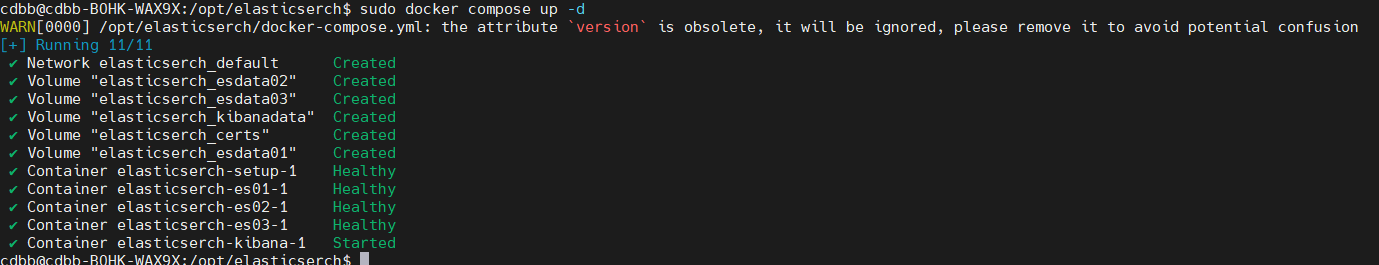 cdbb@cdbb-BOHK-WAX9X:/opt/elasticserch$ sudo docker compose up -d
WARN[0000] /opt/elasticserch/docker-compose.yml: the attribute `version` is obsolete, it will be ignored, please remove it to avoid potential confusion
[+] Running 11/11
✔ Network elasticserch_default Created
✔ Volume "elasticserch_esdata02" Created
✔ Volume "elasticserch_esdata03" Created
✔ Volume "elasticserch_kibanadata" Created
✔ Volume "elasticserch_certs" Created
✔ Volume "elasticserch_esdata01" Created
✔ Container elasticserch-setup-1 Healthy
✔ Container elasticserch-es01-1 Healthy
✔ Container elasticserch-es02-1 Healthy
✔ Container elasticserch-es03-1 Healthy
✔ Container elasticserch-kibana-1 Started
cdbb@cdbb-BOHK-WAX9X:/opt/elasticserch$